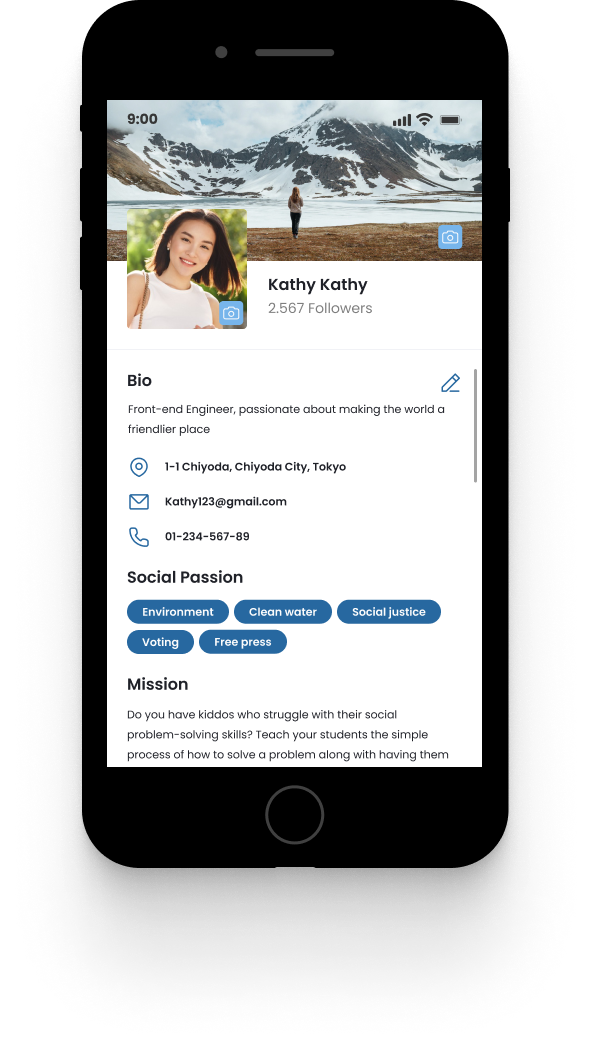 9:00
Kathy Kathy
2.567 Followers
Bio
Front-end Engineer, passionate about making the world a
friendlier place
1-1 Chiyoda, Chiyoda City, Tokyo
Kathy123@gmail.com
01-234-567-89
Social Passion
Environment Clean water Social justice
Voting Free press
Mission
Do you have kiddos who struggle with their social
problem-solving skills? Teach your students the simple
process of how to solve a problem along with having them